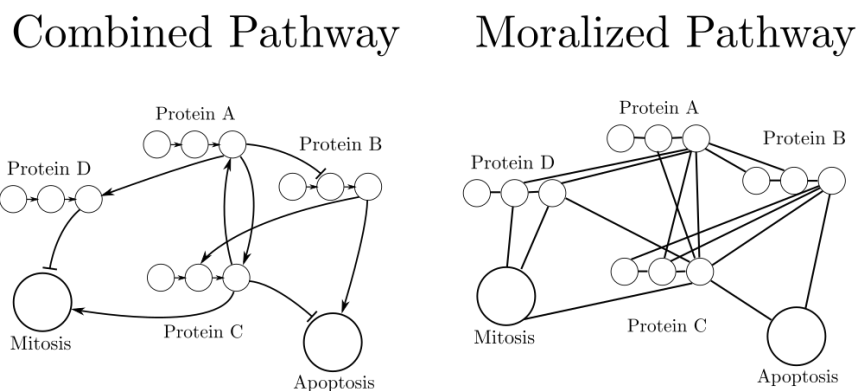 Combined Pathway
Moralized Pathway
Protein A
Protein B
Protein D
Mitosis
Protein C
Apoptosis
Protein A
Protein B
Protein D
Mitosis
Protein C
Apoptosis